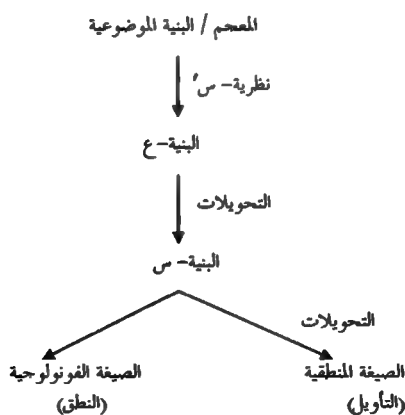 المعجم / البنية الموضوعية
نظرية - س′
البنية - ع
التحويلات
البنية - س
التحويلات
الصيغة المنطقية
الصيغة الفونولوجية
(التأويل)
(النطق)